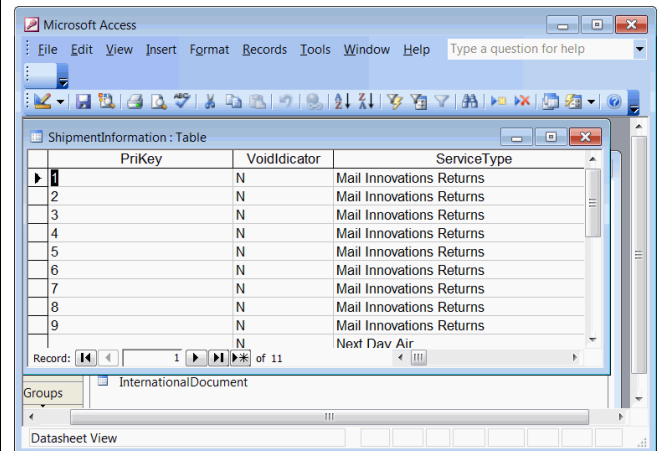 Microsoft Access
File Edit View Insert Format Records Tools Window Help Type a question for help
ShipmentInformation : Table
PriKey VoidIdicator ServiceType
1 N Mail Innovations Returns
2 N Mail Innovations Returns
3 N Mail Innovations Returns
4 N Mail Innovations Returns
5 N Mail Innovations Returns
6 N Mail Innovations Returns
7 N Mail Innovations Returns
8 N Mail Innovations Returns
9 N Mail Innovations Returns
N Next Day Air
Record: 1 of 11
InternationalDocument
Groups
Datasheet View